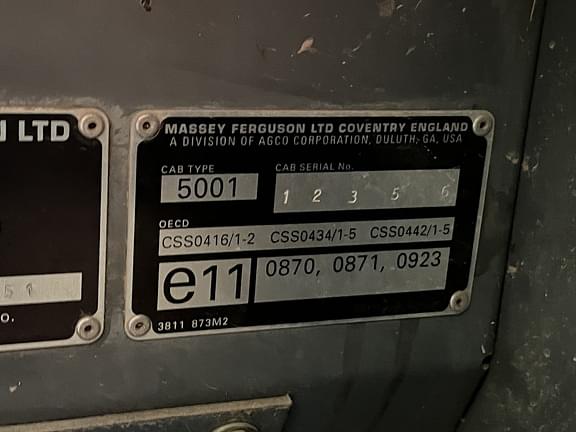 N LTD
51
O.
MASSEY FERGUSON LTD COVENTRY ENGLAND
A DIVISION OF AGCO CORPORATION, DULUTH, GA, USA
CAB TYPE
5001
CAB SERIAL No.
1 2 3 5 6
OECD
CSS0416/1-2 CSS0434/1-5 CSS0442/1-5
e11
0870, 0871, 0923
3811 873M2